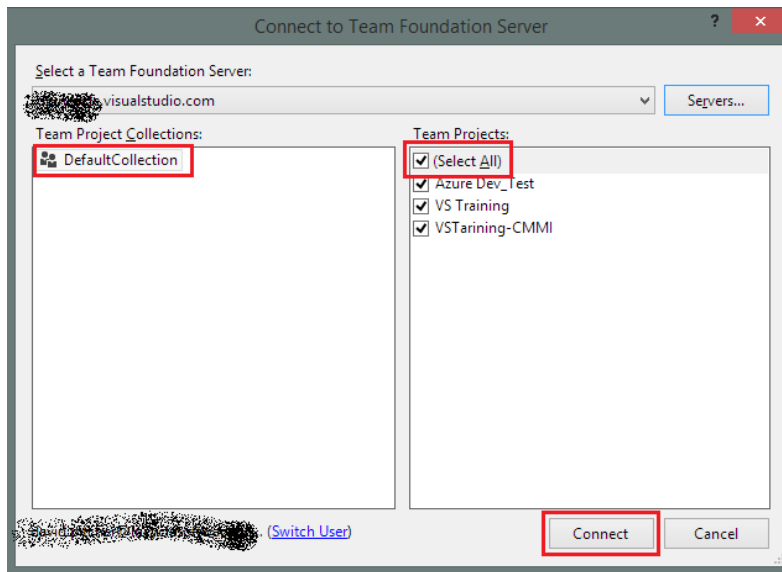 Connect to Team Foundation Server
?
Select a Team Foundation Server:
.visualstudio.com
Servers...
Team Project Collections:
Team Projects:
DefaultCollection
(Select All)
Azure Dev_Test
VS Training
VSTarining-CMMI
(Switch User)
Connect
Cancel